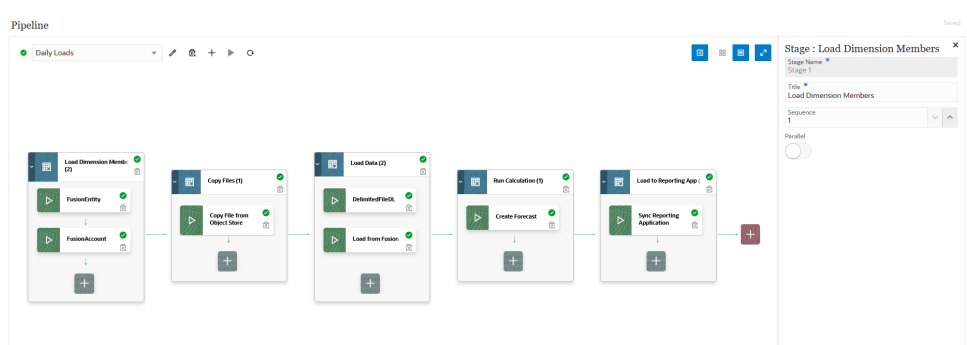 Pipeline
Saved.
Daily Loads
Load Dimension Membe
(2)
FusionEntity
FusionAccount
Copy Files (1)
Copy File from
Object Store
Load Data (2)
DelimitedFileDL
Load from Fusion
Run Calculation (1)
Create Forecast
Load to Reporting App (
Sync Reporting
Application
Stage : Load Dimension Members
Stage Name *
Stage 1
Title *
Load Dimension Members
Sequence
1
Parallel